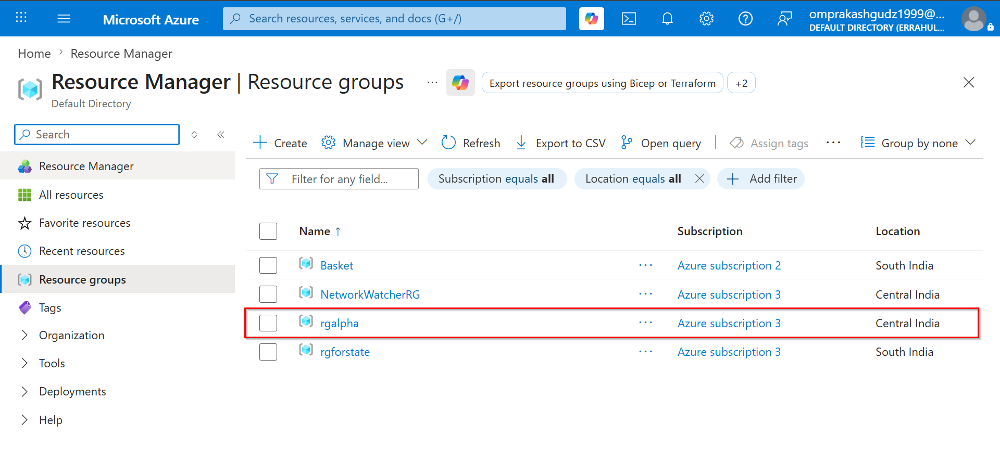 Microsoft Azure
Search resources, services, and docs (G+/)
omprakashgudz1999@...
DEFAULT DIRECTORY (ERRAHUL...
Home > Resource Manager
Resource Manager | Resource groups
...
Export resource groups using Bicep or Terraform
+2
Default Directory
Search
Create
Manage view
Refresh
Export to CSV
Open query
Assign tags
...
Group by none
Resource Manager
All resources
Favorite resources
Recent resources
Resource groups
Tags
Organization
Tools
Deployments
Help
Filter for any field...
Subscription equals all
Location equals all
Add filter
Name ↑ Subscription Location
Basket ... Azure subscription 2 South India
NetworkWatcherRG ... Azure subscription 3 Central India
rgalpha ... Azure subscription 3 Central India
rgforstate ... Azure subscription 3 South India